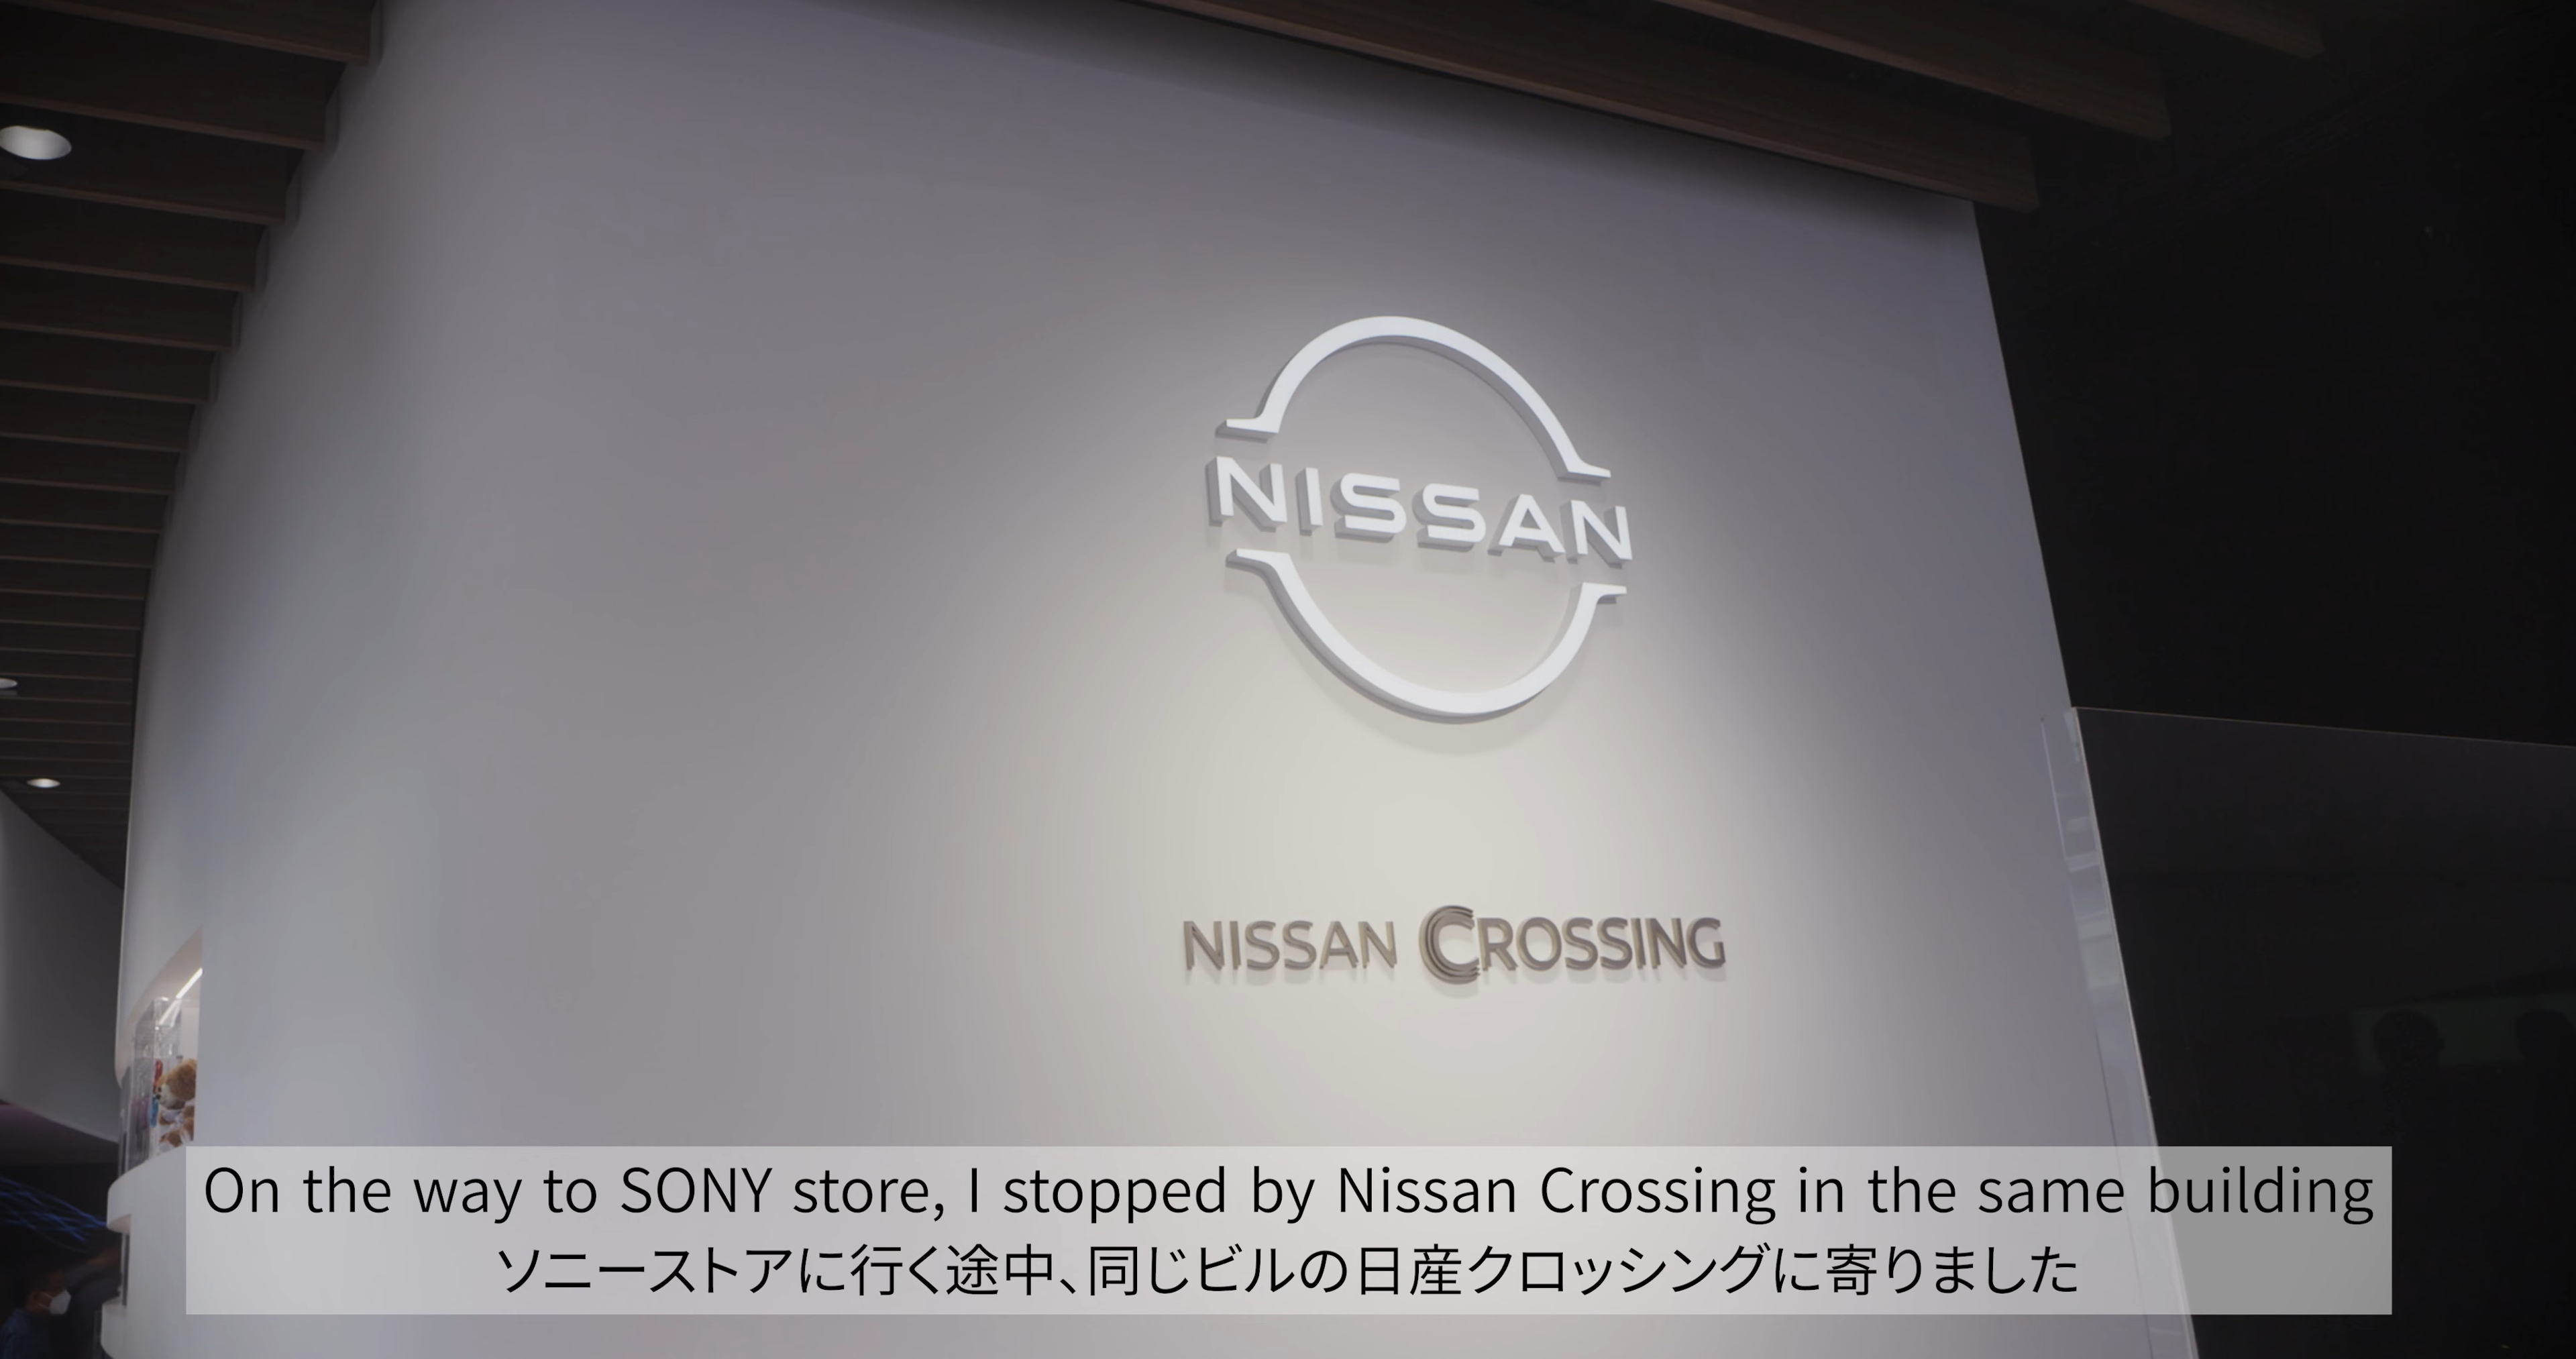 NISSAN
NISSAN CROSSING
On the way to SONY store, I stopped by Nissan Crossing in the same building
ソニーストアに行く途中、同じビルの日産クロッシングに寄りました